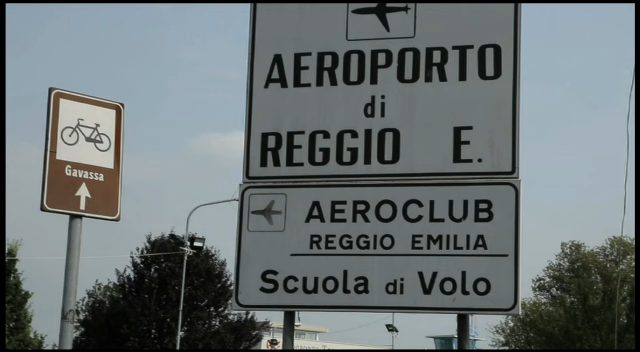 AEROPORTO
di
REGGIO E.
AEROCLUB
REGGIO EMILIA
Scuola di Volo
Gavassa